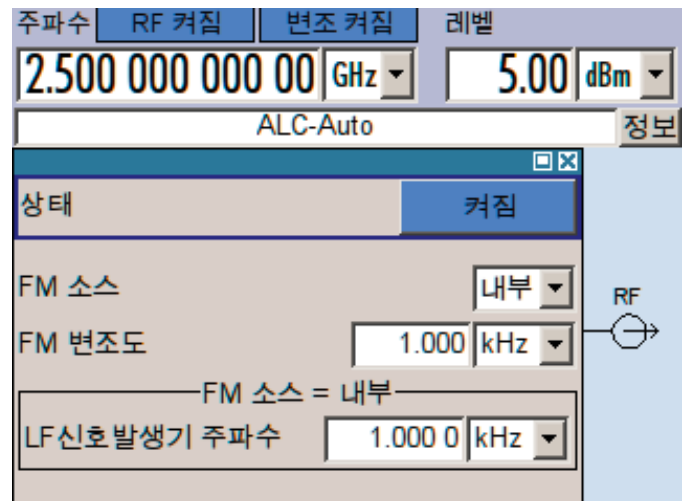 주파수 RF 켜짐 변조 켜짐 레벨
2.500 000 000 00 GHz 5.00 dBm
ALC-Auto 정보
상태 켜짐
FM 소스 내부
RF
FM 변조도 1.000 kHz
FM 소스 = 내부
LF신호발생기 주파수 1.000 0 kHz